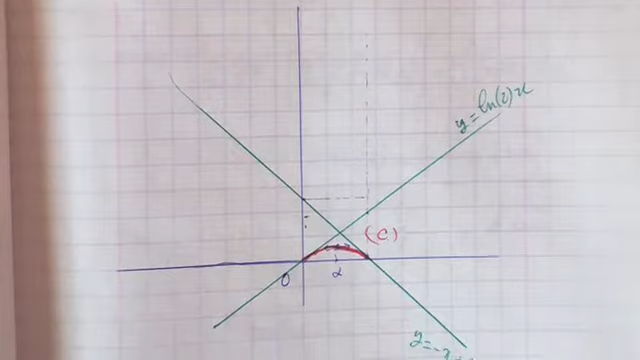 y = ln(2)x
(C)
O
α
y = -x